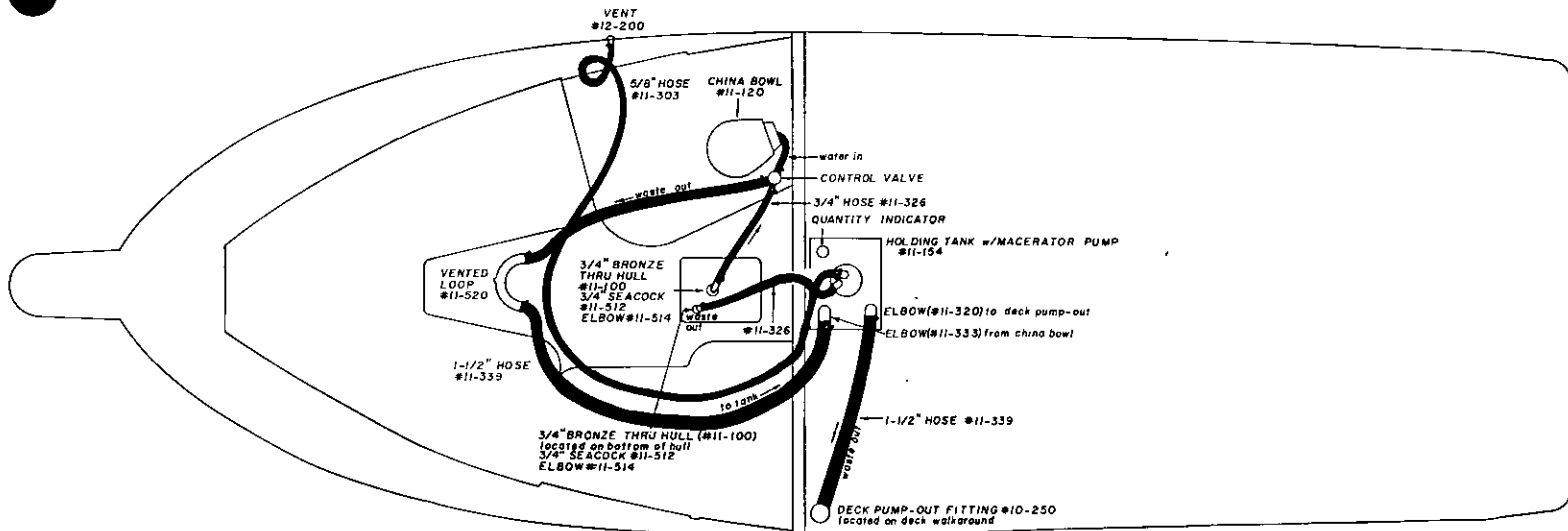 VENT
#12-200
5/8" HOSE
#11-303
CHINA BOWL
#11-120
water in
CONTROL VALVE
waste out
3/4" HOSE #11-326
QUANTITY INDICATOR
HOLDING TANK w/MACERATOR PUMP
#11-154
VENTED
LOOP
#11-520
3/4" BRONZE
THRU HULL
#11-100
3/4" SEACOCK
#11-512
ELBOW #11-514
waste
out
#11-326
ELBOW(#11-320) to deck pump-out
ELBOW(#11-333) from china bowl
1-1/2" HOSE
#11-339
to tank
1-1/2" HOSE #11-339
waste out
3/4" BRONZE THRU HULL (#11-100)
located on bottom of hull
3/4" SEACOCK #11-512
ELBOW #11-514
DECK PUMP-OUT FITTING #10-250
located on deck walkaround